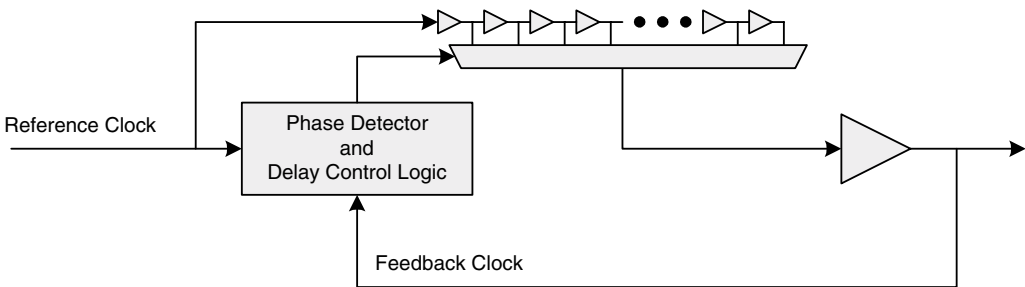 Reference Clock
Phase Detector
and
Delay Control Logic
Feedback Clock